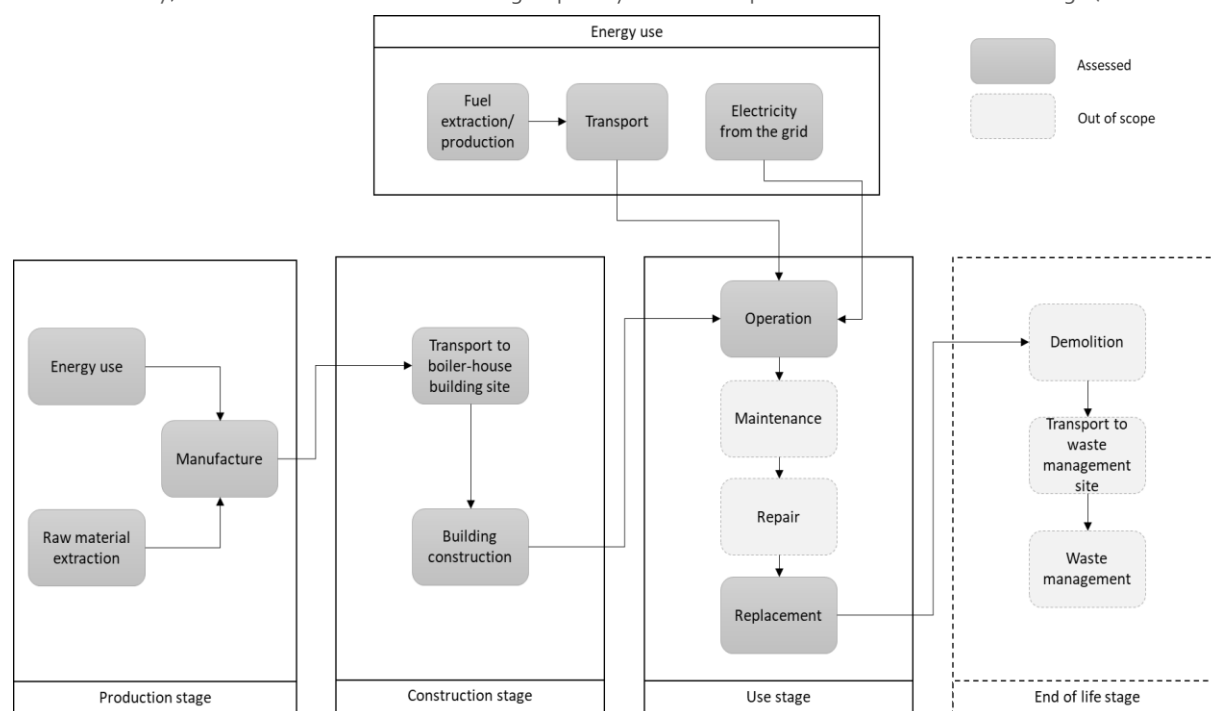 Energy use
Assessed
Out of scope
Fuel
extraction/
production
Transport
Electricity
from the grid
Energy use
Manufacture
Raw material
extraction
Production stage
Transport to
boiler-house
building site
Building
construction
Construction stage
Operation
Maintenance
Repair
Replacement
Use stage
Demolition
Transport to
waste
management
site
Waste
management
End of life stage